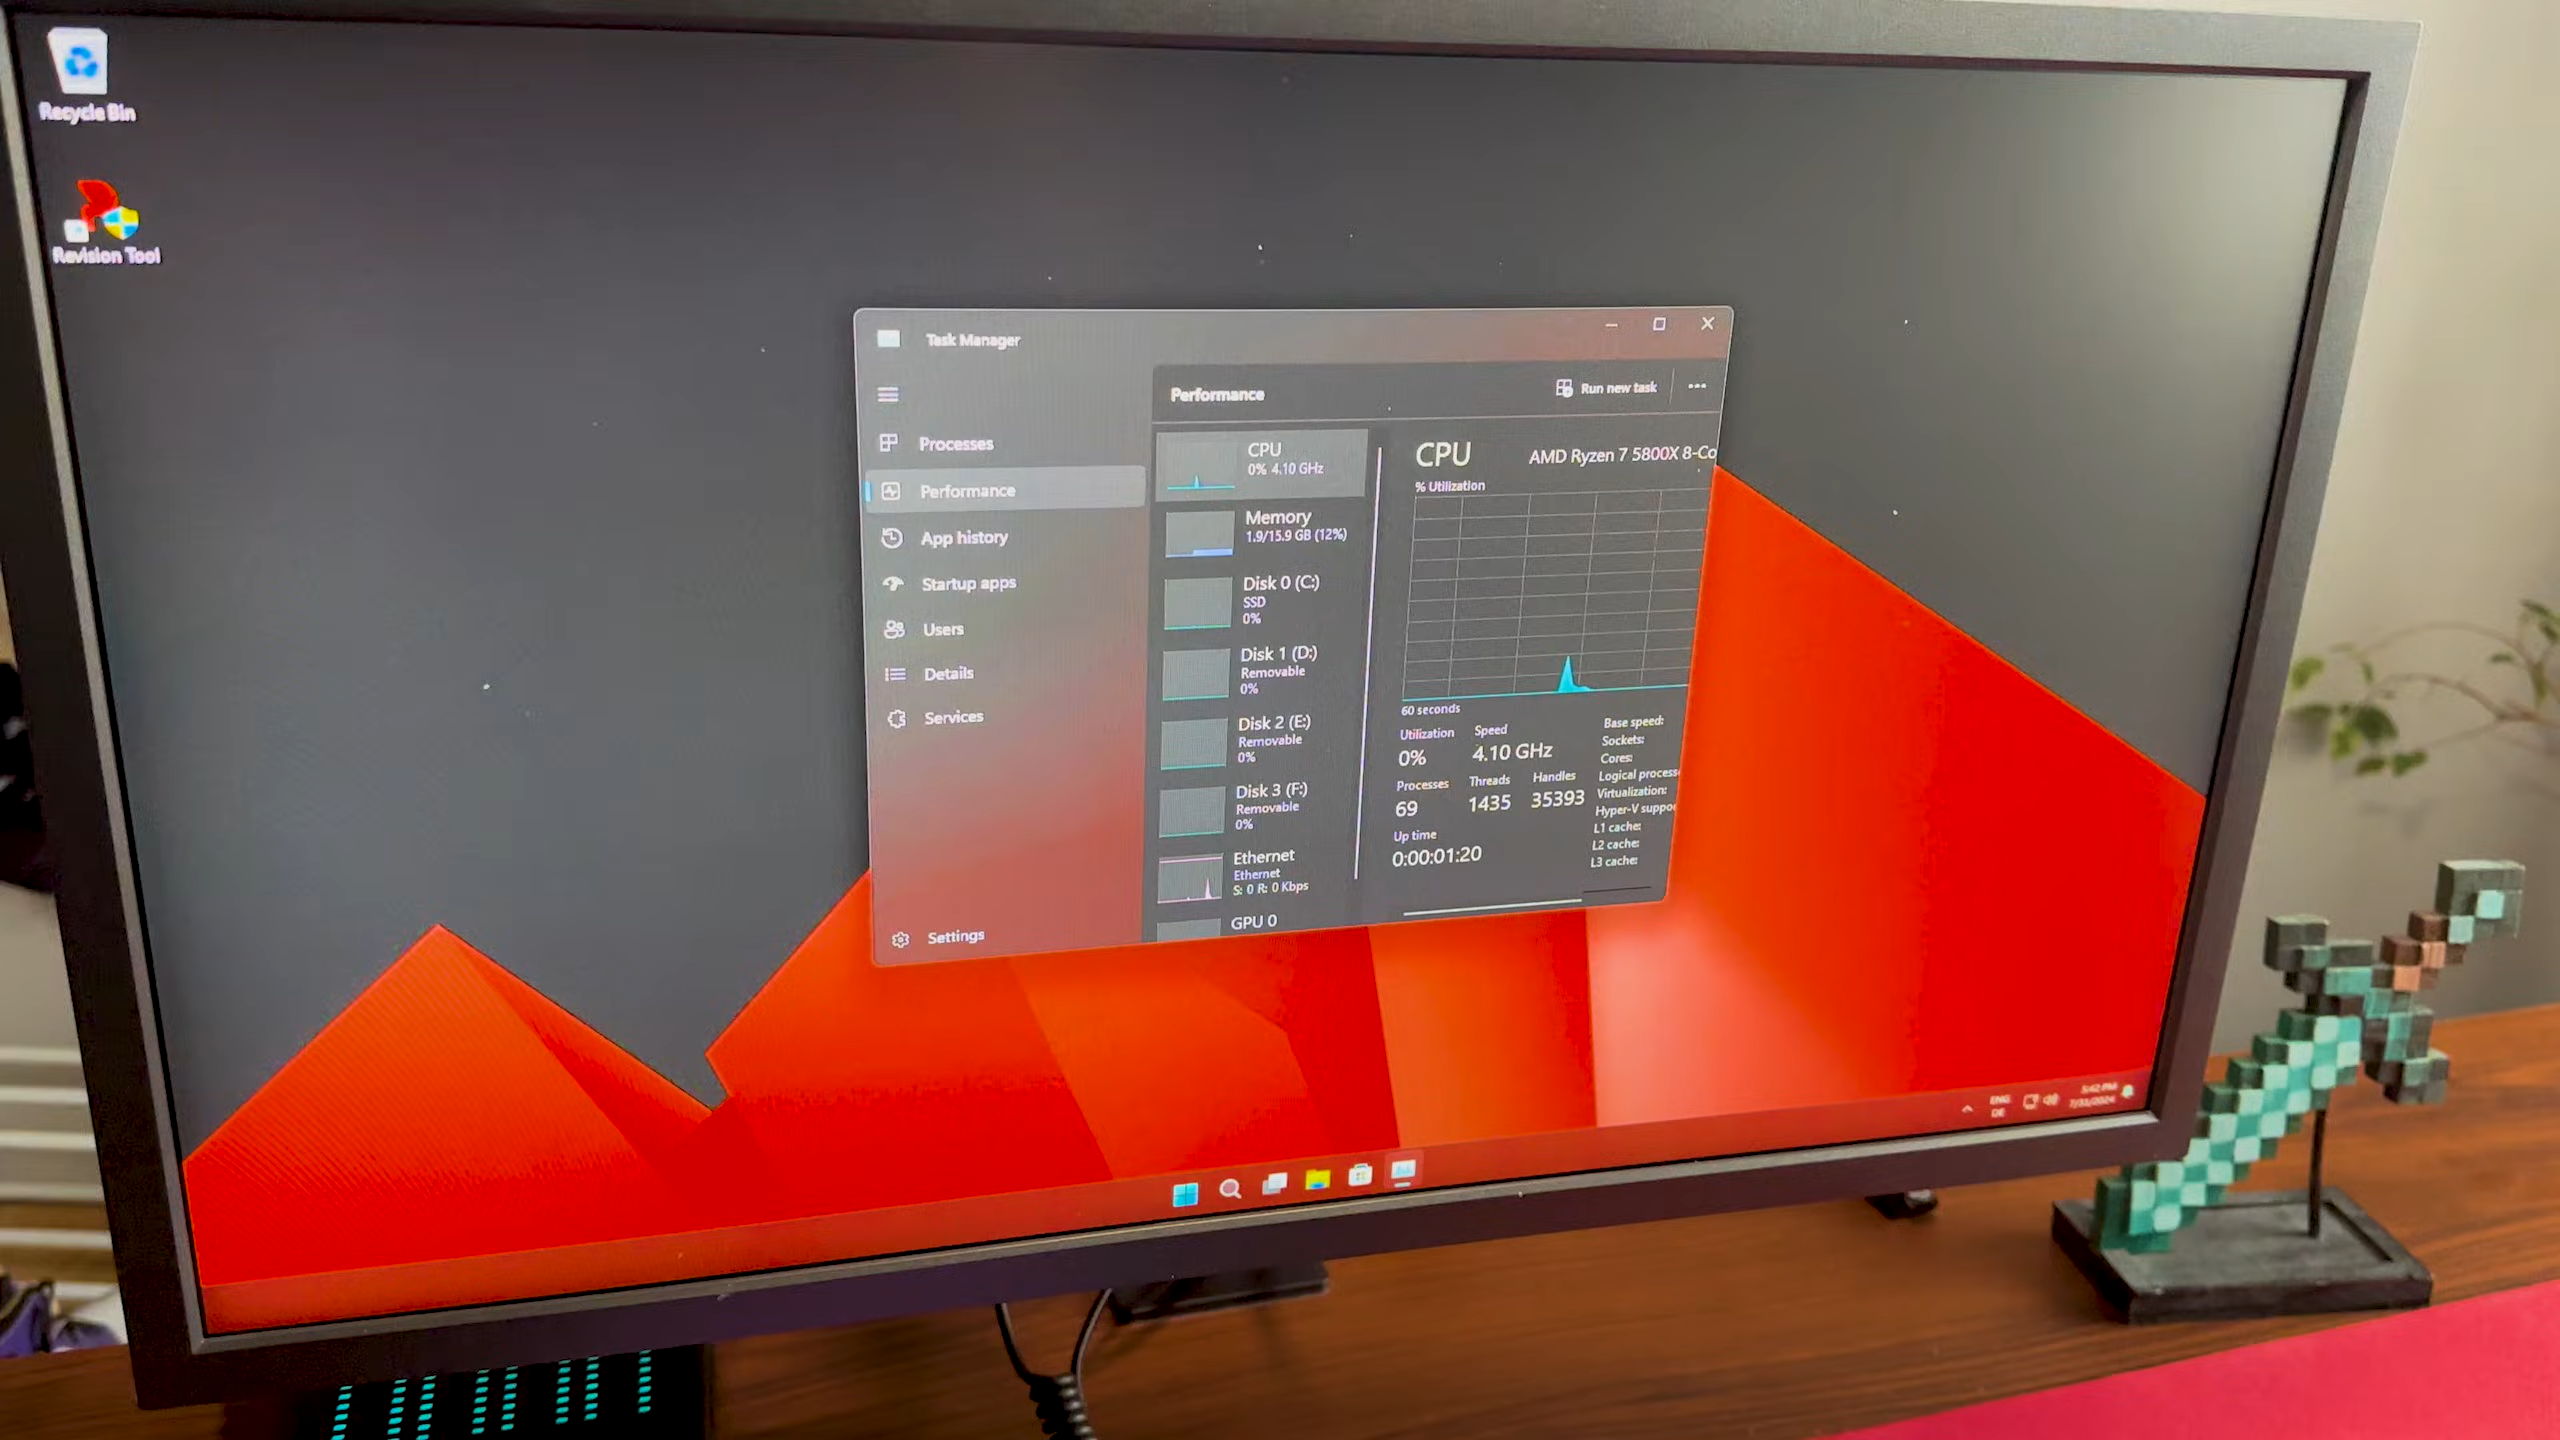 Recycle Bin
Revision Tool
Task Manager
Processes
Performance
App history
Startup apps
Users
Details
Services
Settings
Performance
Run new task
CPU
0% 4.10 GHz
Memory
1.9/15.9 GB (12%)
Disk 0 (C:)
SSD
0%
Disk 1 (D:)
Removable
0%
Disk 2 (E:)
Removable
0%
Disk 3 (F:)
Removable
0%
Ethernet
Ethernet
S: 0 R: 0 Kbps
GPU 0
CPU
AMD Ryzen 7 5800X 8-Co
% Utilization
60 seconds
Utilization
0%
Speed
4.10 GHz
Processes
69
Threads
1435
Handles
35393
Up time
0:00:01:20
Base speed:
Sockets:
Cores:
Logical process
Virtualization:
Hyper-V suppo
L1 cache:
L2 cache:
L3 cache:
ENG
DE
5:42 PM